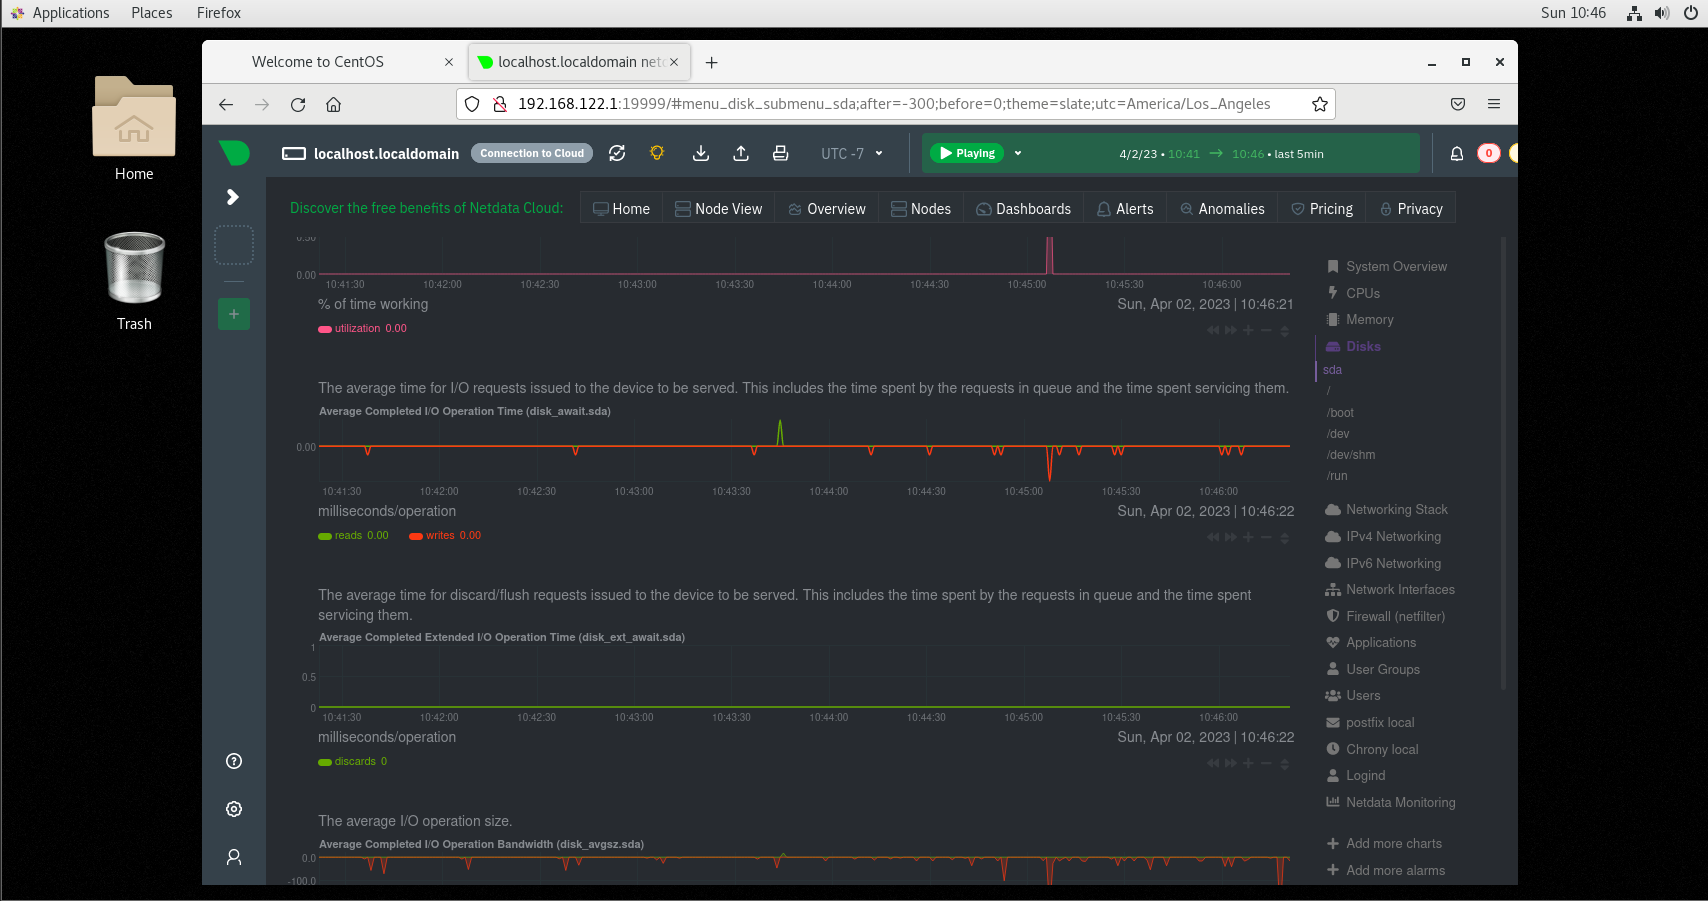 Applications Places Firefox Sun 10:46
Home
Trash
Welcome to CentOS localhost.localdomain netd
192.168.122.1:19999/#menu_disk_submenu_sda;after=-300;before=0;theme=slate;utc=America/Los_Angeles
localhost.localdomain Connection to Cloud UTC -7 Playing 4/2/23 • 10:41 → 10:46 • last 5min 0
Discover the free benefits of Netdata Cloud: Home Node View Overview Nodes Dashboards Alerts Anomalies Pricing Privacy
0.50
0.00
10:41:30 10:42:00 10:42:30 10:43:00 10:43:30 10:44:00 10:44:30 10:45:00 10:45:30 10:46:00
% of time working Sun, Apr 02, 2023 | 10:46:21
utilization 0.00
The average time for I/O requests issued to the device to be served. This includes the time spent by the requests in queue and the time spent servicing them.
Average Completed I/O Operation Time (disk_await.sda)
0.00
10:41:30 10:42:00 10:42:30 10:43:00 10:43:30 10:44:00 10:44:30 10:45:00 10:45:30 10:46:00
milliseconds/operation Sun, Apr 02, 2023 | 10:46:22
reads 0.00 writes 0.00
The average time for discard/flush requests issued to the device to be served. This includes the time spent by the requests in queue and the time spent
servicing them.
Average Completed Extended I/O Operation Time (disk_ext_await.sda)
1
0.5
0
10:41:30 10:42:00 10:42:30 10:43:00 10:43:30 10:44:00 10:44:30 10:45:00 10:45:30 10:46:00
milliseconds/operation Sun, Apr 02, 2023 | 10:46:22
discards 0
The average I/O operation size.
Average Completed I/O Operation Bandwidth (disk_avgsz.sda)
0.0
-100.0
System Overview
CPUs
Memory
Disks
sda
/
/boot
/dev
/dev/shm
/run
Networking Stack
IPv4 Networking
IPv6 Networking
Network Interfaces
Firewall (netfilter)
Applications
User Groups
Users
postfix local
Chrony local
Logind
Netdata Monitoring
Add more charts
Add more alarms